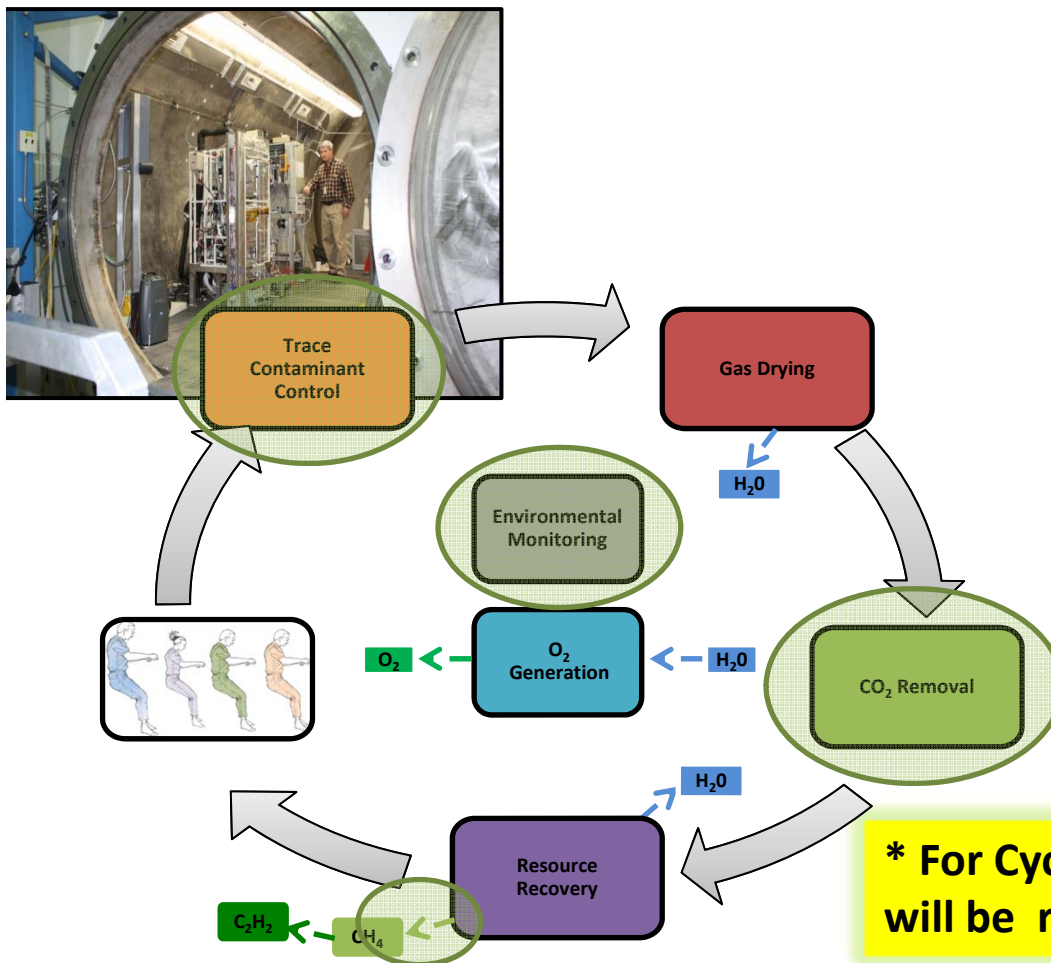 Trace
Contaminant
Control
Gas Drying
H₂0
Environmental
Monitoring
O₂
O₂
Generation
H₂0
CO₂ Removal
H₂0
Resource
Recovery
C₂H₂
CH₄
* For Cyc
will be r